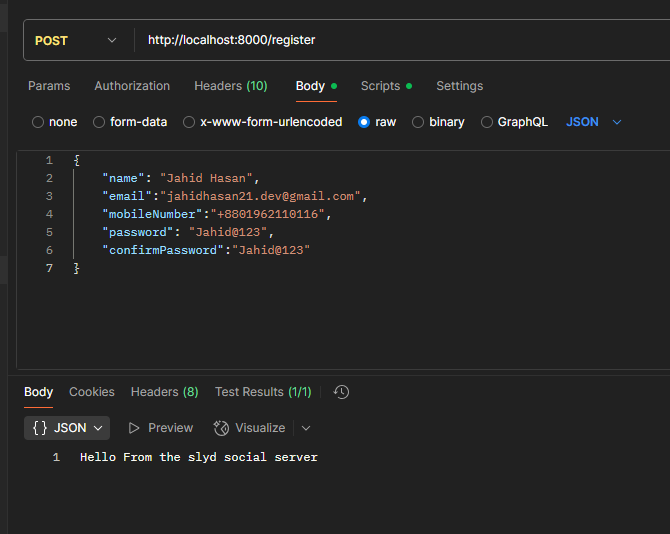 POST http://localhost:8000/register
Params Authorization Headers (10) Body Scripts Settings
none form-data x-www-form-urlencoded raw binary GraphQL JSON
1 {
2 "name": "Jahid Hasan",
3 "email":"jahidhasan21.dev@gmail.com",
4 "mobileNumber":"+8801962110116",
5 "password": "Jahid@123",
6 "confirmPassword":"Jahid@123"
7 }
Body Cookies Headers (8) Test Results (1/1)
{} JSON Preview Visualize
1 Hello From the slyd social server